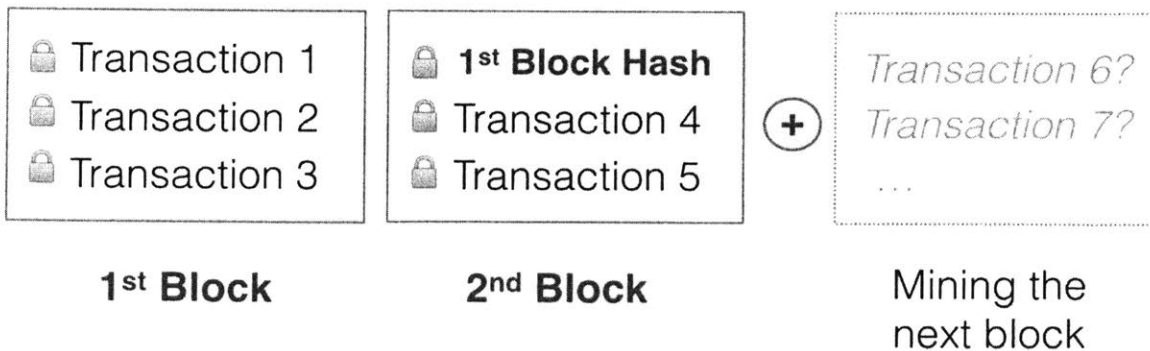 Transaction 1
Transaction 2
Transaction 3
1st Block
1st Block Hash
Transaction 4
Transaction 5
2nd Block
+
Transaction 6?
Transaction 7?
...
Mining the
next block